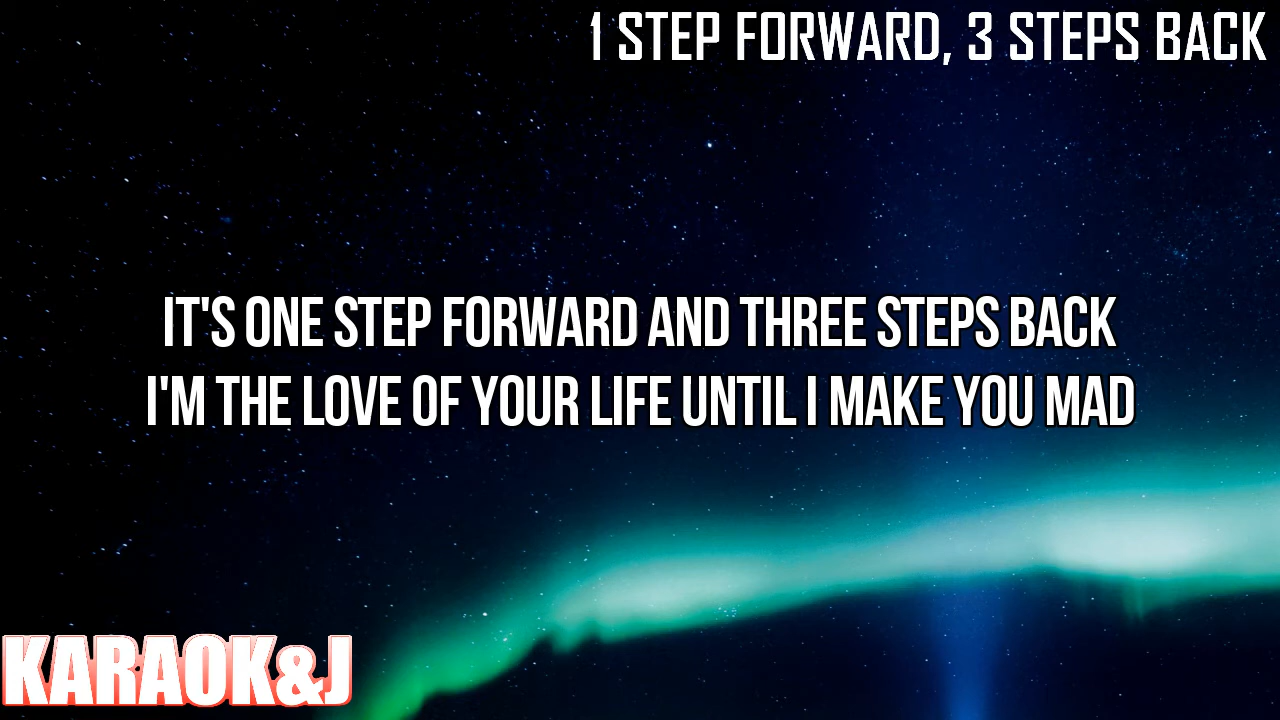 1 STEP FORWARD, 3 STEPS BACK
IT'S ONE STEP FORWARD AND THREE STEPS BACK
I'M THE LOVE OF YOUR LIFE UNTIL I MAKE YOU MAD
KARAOK&J